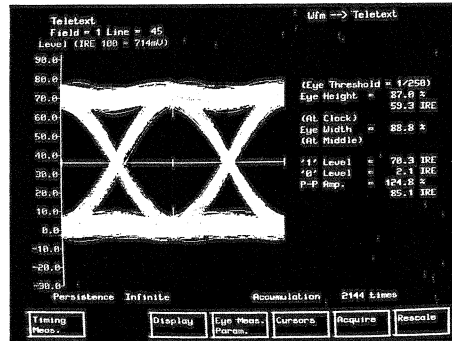 Teletext
Wfm --> Teletext
Field = 1 Line = 45
Level (IRE 100 = 714mV)
90.0
80.0
70.0
60.0
50.0
40.0
30.0
20.0
10.0
0.0
-10.0
-20.0
-30.0
(Eye Threshold = 1/250)
Eye Height = 87.0 %
59.3 IRE
(At Clock)
Eye Width = 88.8 %
(At Middle)
'1' Level = 70.3 IRE
'0' Level = 2.1 IRE
P-P Amp. = 124.8 %
85.1 IRE
Persistence Infinite
Accumulation 2144 times
Timing Meas.
Display
Eye Meas. Param.
Cursors
Acquire
Rescale